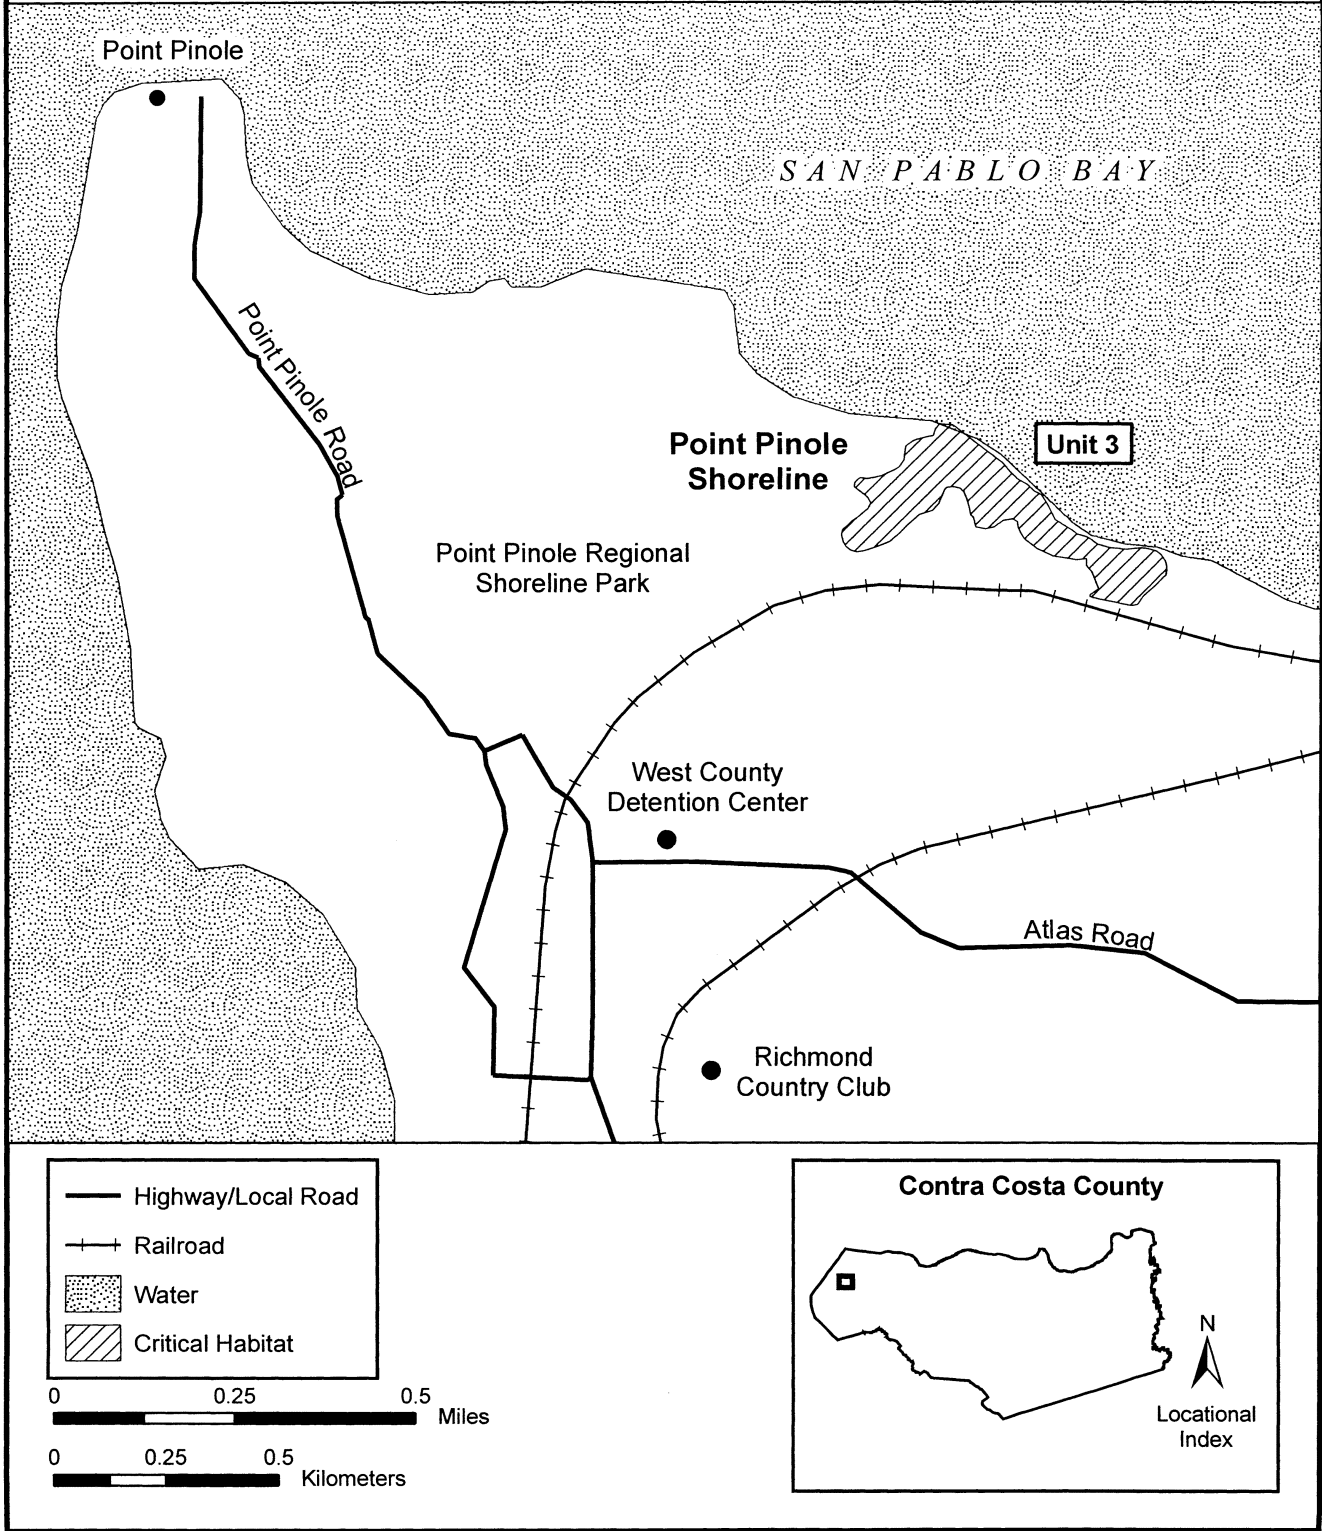 Point Pinole
SAN PABLO BAY
Point Pinole Road
Point Pinole
Shoreline
Unit 3
Point Pinole Regional
Shoreline Park
West County
Detention Center
Atlas Road
Richmond
Country Club
Highway/Local Road
Railroad
Water
Critical Habitat
0 0.25 0.5
Miles
0 0.25 0.5
Kilometers
Contra Costa County
N
Locational
Index